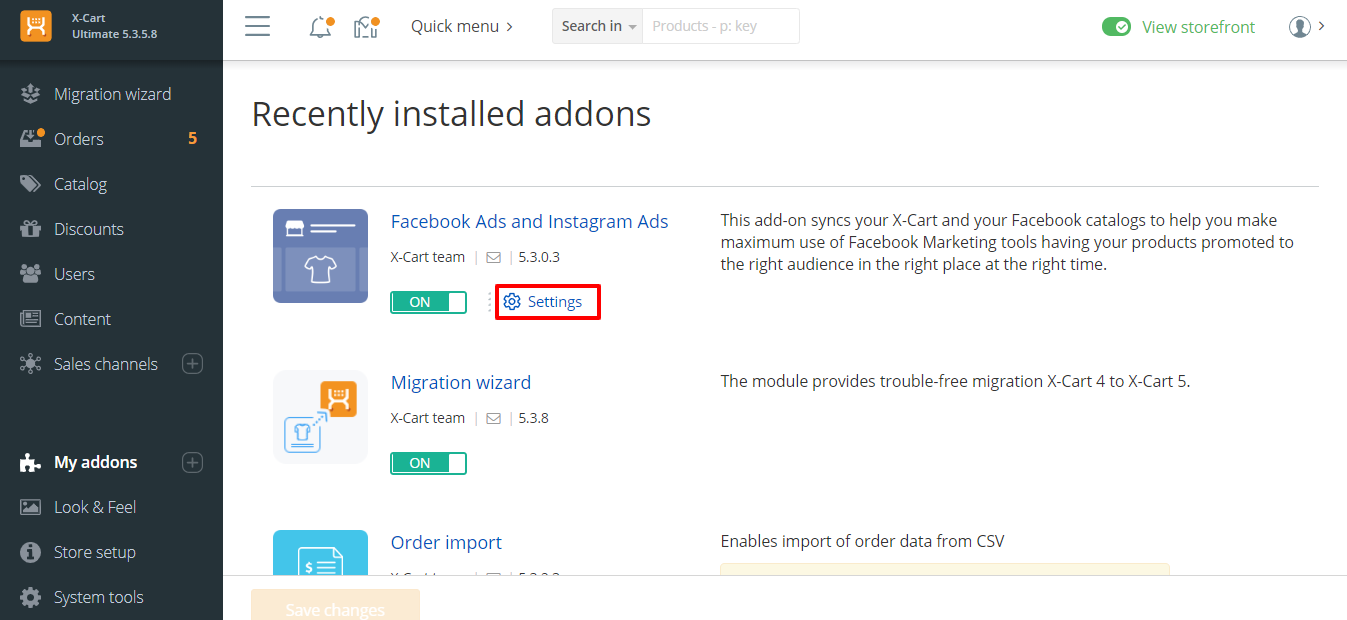 X-Cart
Ultimate 5.3.5.8
Quick menu
Search in
Products - p: key
View storefront
Migration wizard
Orders 5
Catalog
Discounts
Users
Content
Sales channels
My addons
Look & Feel
Store setup
System tools
Recently installed addons
Facebook Ads and Instagram Ads
X-Cart team | 5.3.0.3
ON
Settings
This add-on syncs your X-Cart and your Facebook catalogs to help you make
maximum use of Facebook Marketing tools having your products promoted to
the right audience in the right place at the right time.
Migration wizard
X-Cart team | 5.3.8
ON
The module provides trouble-free migration X-Cart 4 to X-Cart 5.
Order import
$
Enables import of order data from CSV
Save changes